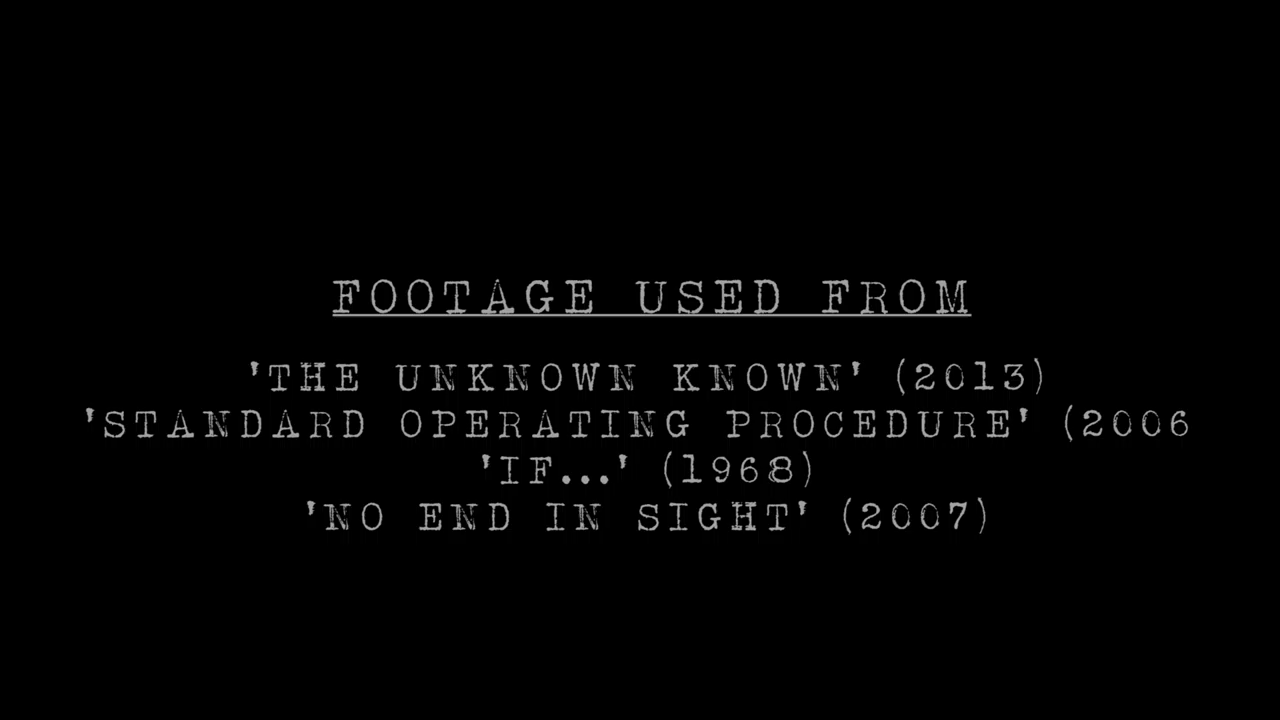 FOOTAGE USED FROM
'THE UNKNOWN KNOWN' (2013)
'STANDARD OPERATING PROCEDURE' (2006
'IF...' (1968)
'NO END IN SIGHT' (2007)